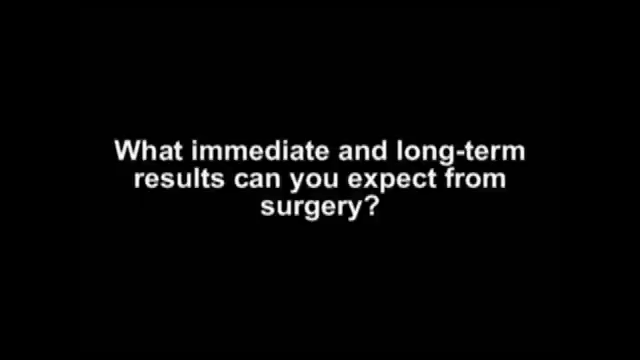 What immediate and long-term
results can you expect from
surgery?